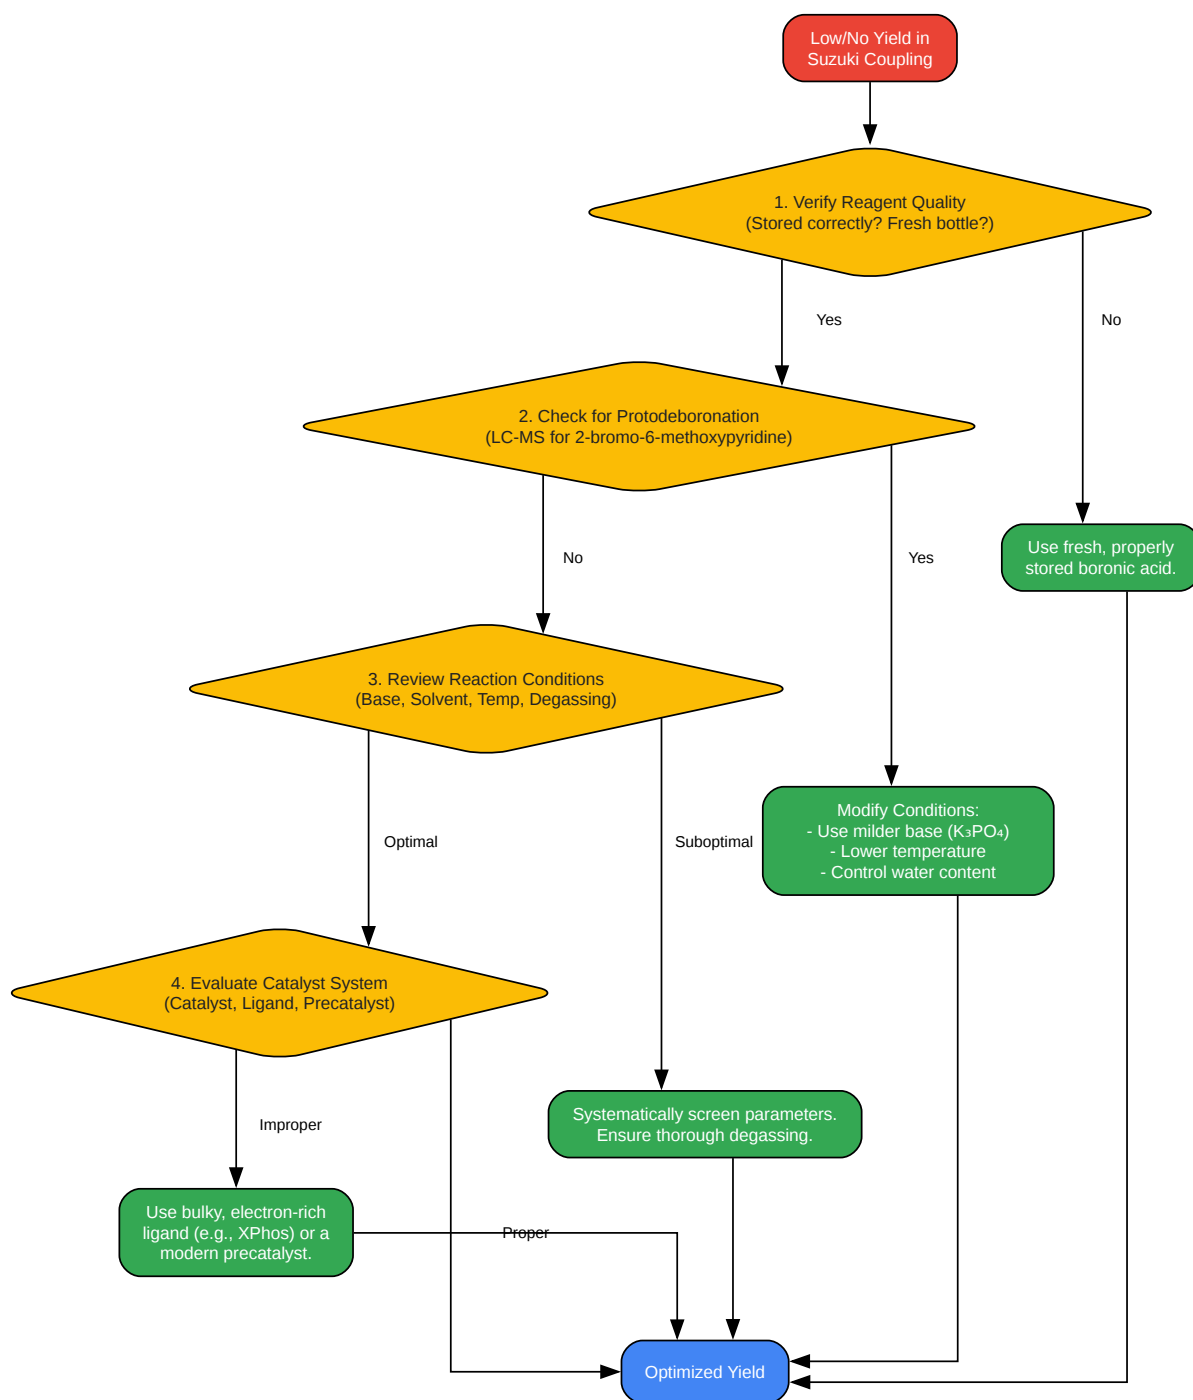 Low/No Yield in
Suzuki Coupling
1. Verify Reagent Quality
(Stored correctly? Fresh bottle?)
Yes
No
2. Check for Protodeboronation
(LC-MS for 2-bromo-6-methoxypyridine)
No
Yes
Use fresh, properly
stored boronic acid.
3. Review Reaction Conditions
(Base, Solvent, Temp, Degassing)
Optimal
Suboptimal
Modify Conditions:
- Use milder base (K₃PO₄)
- Lower temperature
- Control water content
4. Evaluate Catalyst System
(Catalyst, Ligand, Precatalyst)
Improper
Systematically screen parameters.
Ensure thorough degassing.
Use bulky, electron-rich
ligand (e.g., XPhos) or a
modern precatalyst.
Proper
Optimized Yield